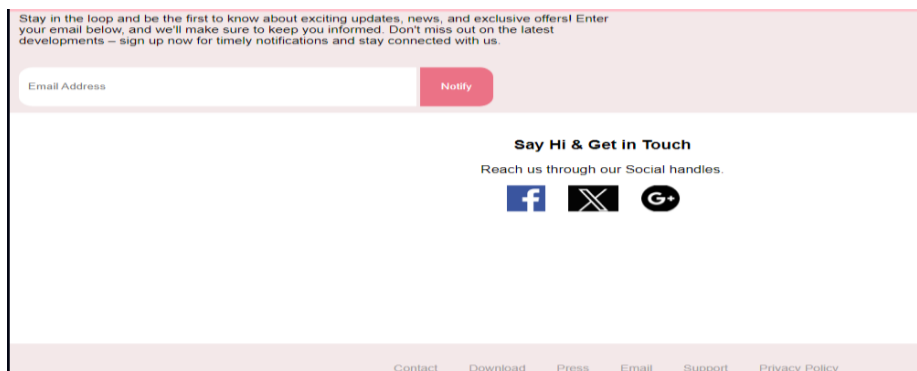 Stay in the loop and be the first to know about exciting updates, news, and exclusive offers! Enter
your email below, and we'll make sure to keep you informed. Don't miss out on the latest
developments – sign up now for timely notifications and stay connected with us.
Email Address Notify
Say Hi & Get in Touch
Reach us through our Social handles.
f X G+
Contact Download Press Email Support Privacy Policy